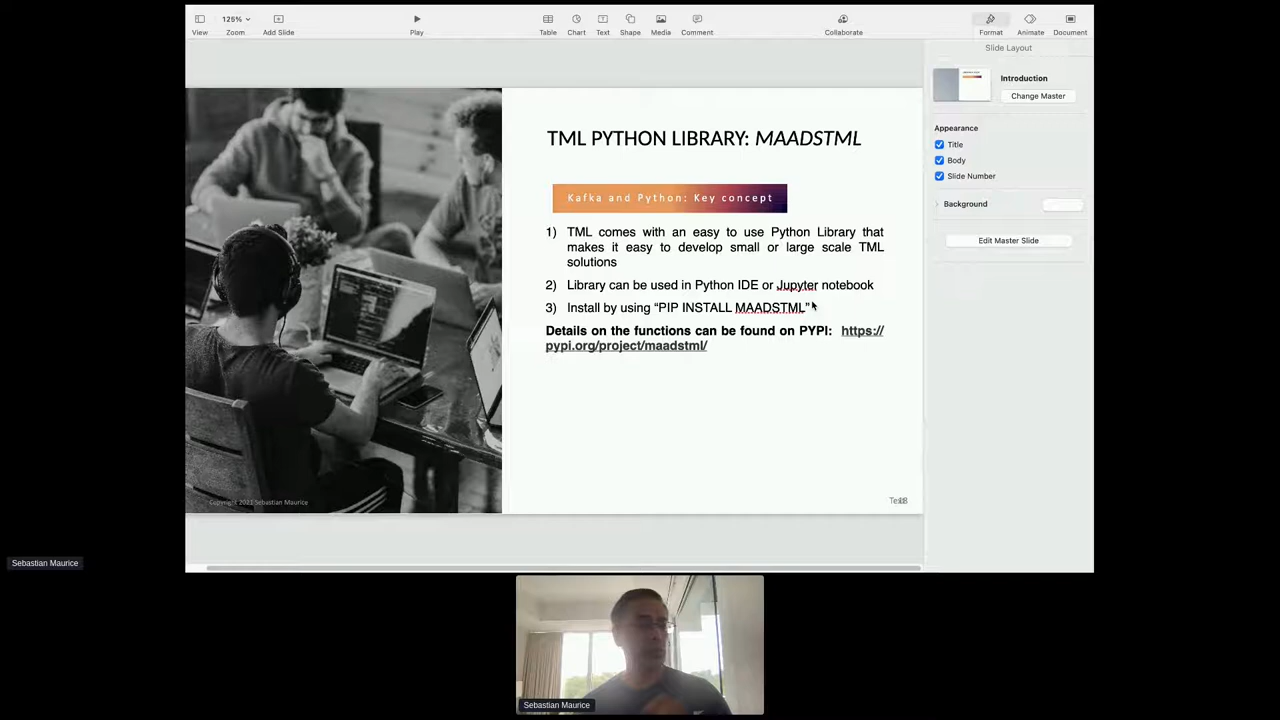 View
125%
Zoom
Add Slide
Play
Table
Chart
Text
Shape
Media
Comment
Collaborate
Format
Animate
Document
Slide Layout
Introduction
Change Master
Appearance
Title
Body
Slide Number
Background
Edit Master Slide
TML PYTHON LIBRARY: MAADSTML
Kafka and Python: Key concept
1) TML comes with an easy to use Python Library that
makes it easy to develop small or large scale TML
solutions
2) Library can be used in Python IDE or Jupyter notebook
3) Install by using “PIP INSTALL MAADSTML”
Details on the functions can be found on PYPI: https://
pypi.org/project/maadstml/
Copyright 2021 Sebastian Maurice
Sebastian Maurice
Sebastian Maurice